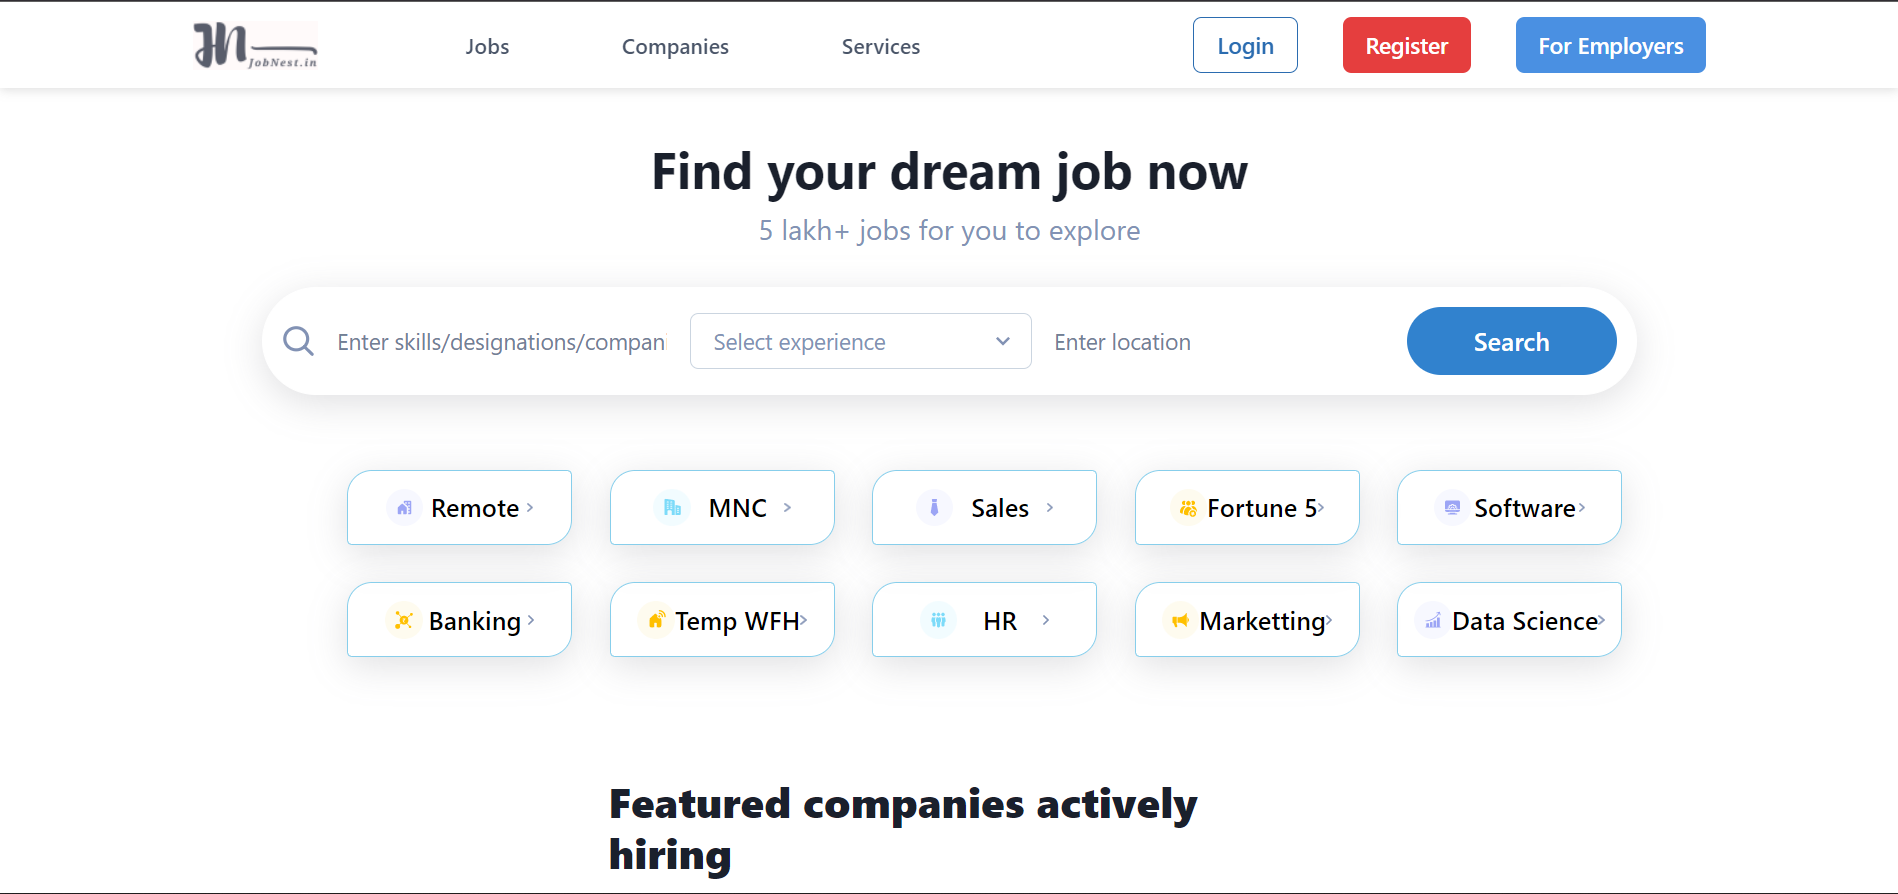 JobNest.in
Jobs
Companies
Services
Login
Register
For Employers
Find your dream job now
5 lakh+ jobs for you to explore
Enter skills/designations/compani
Select experience
Enter location
Search
Remote
MNC
Sales
Fortune 5
Software
Banking
Temp WFH
HR
Marketting
Data Science
Featured companies actively
hiring